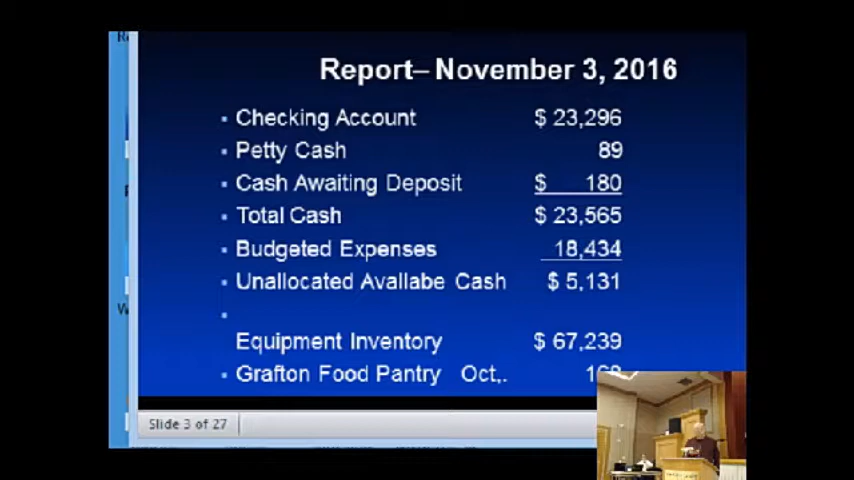 Report– November 3, 2016
Checking Account $ 23,296
Petty Cash 89
Cash Awaiting Deposit $ 180
Total Cash $ 23,565
Budgeted Expenses 18,434
Unallocated Avallabe Cash $ 5,131
Equipment Inventory $ 67,239
Grafton Food Pantry Oct,.
Slide 3 of 27